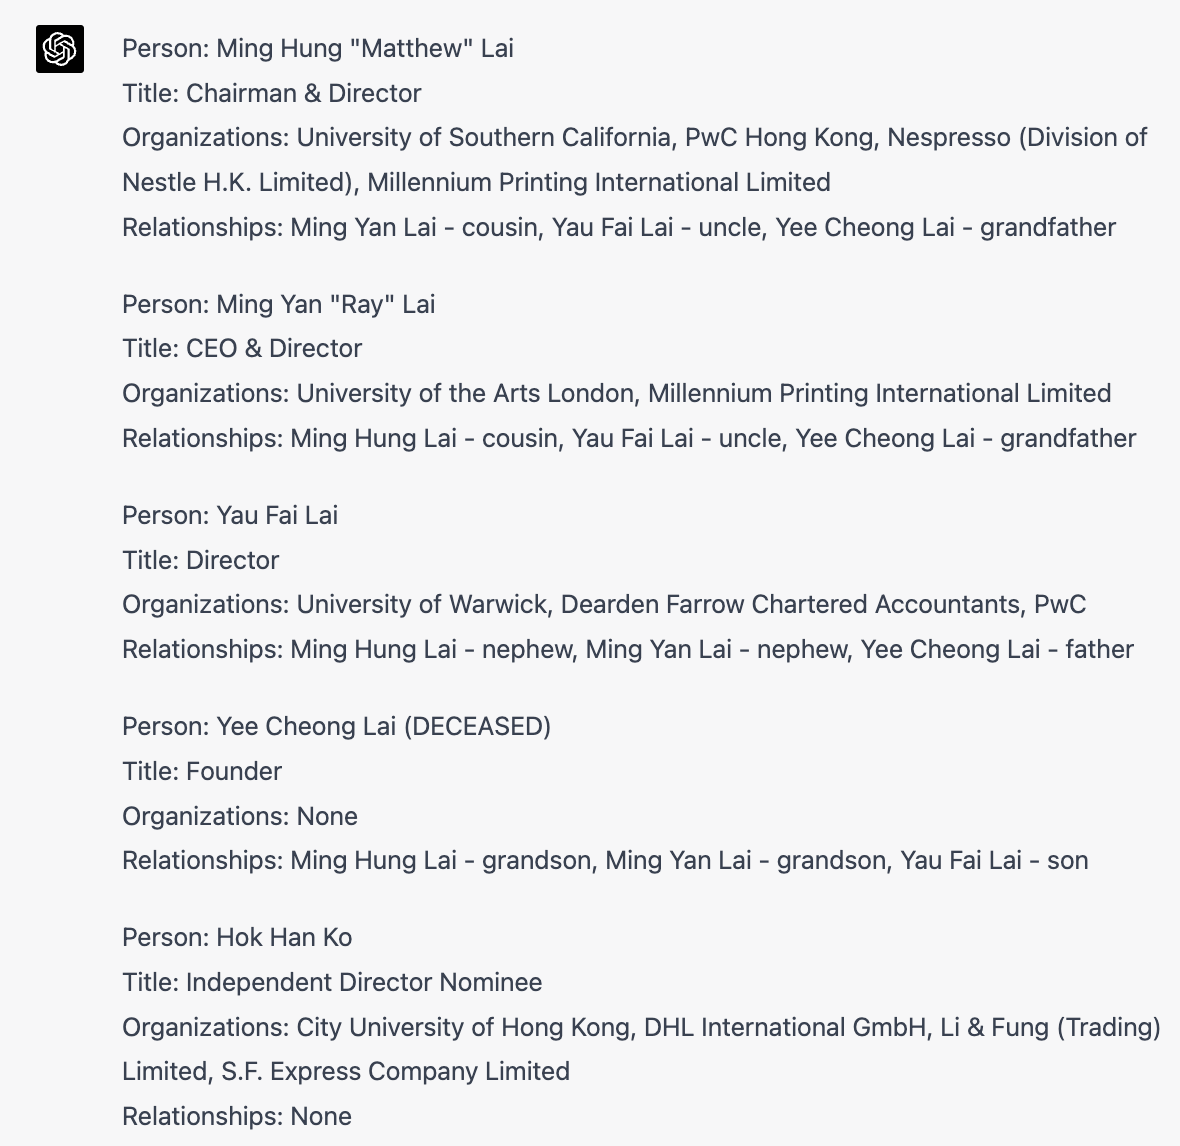 Person: Ming Hung "Matthew" Lai
Title: Chairman & Director
Organizations: University of Southern California, PwC Hong Kong, Nespresso (Division of
Nestle H.K. Limited), Millennium Printing International Limited
Relationships: Ming Yan Lai - cousin, Yau Fai Lai - uncle, Yee Cheong Lai - grandfather
Person: Ming Yan "Ray" Lai
Title: CEO & Director
Organizations: University of the Arts London, Millennium Printing International Limited
Relationships: Ming Hung Lai - cousin, Yau Fai Lai - uncle, Yee Cheong Lai - grandfather
Person: Yau Fai Lai
Title: Director
Organizations: University of Warwick, Dearden Farrow Chartered Accountants, PwC
Relationships: Ming Hung Lai - nephew, Ming Yan Lai - nephew, Yee Cheong Lai - father
Person: Yee Cheong Lai (DECEASED)
Title: Founder
Organizations: None
Relationships: Ming Hung Lai - grandson, Ming Yan Lai - grandson, Yau Fai Lai - son
Person: Hok Han Ko
Title: Independent Director Nominee
Organizations: City University of Hong Kong, DHL International GmbH, Li & Fung (Trading)
Limited, S.F. Express Company Limited
Relationships: None